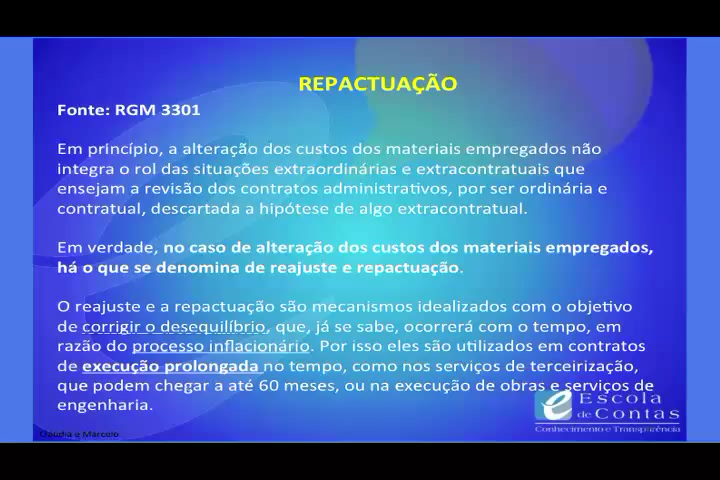 REPACTUAÇÃO
Fonte: RGM 3301
Em princípio, a alteração dos custos dos materiais empregados não
integra o rol das situações extraordinárias e extracontratuais que
ensejam a revisão dos contratos administrativos, por ser ordinária e
contratual, descartada a hipótese de algo extracontratual.
Em verdade, no caso de alteração dos custos dos materiais empregados,
há o que se denomina de reajuste e repactuação.
O reajuste e a repactuação são mecanismos idealizados com o objetivo
de corrigir o desequilíbrio, que, já se sabe, ocorrerá com o tempo, em
razão do processo inflacionário. Por isso eles são utilizados em contratos
de execução prolongada no tempo, como nos serviços de terceirização,
que podem chegar a até 60 meses, ou na execução de obras e serviços de
engenharia.
Escola
de Contas
Conhecimento e Transparência
Cláudia e Márcelo